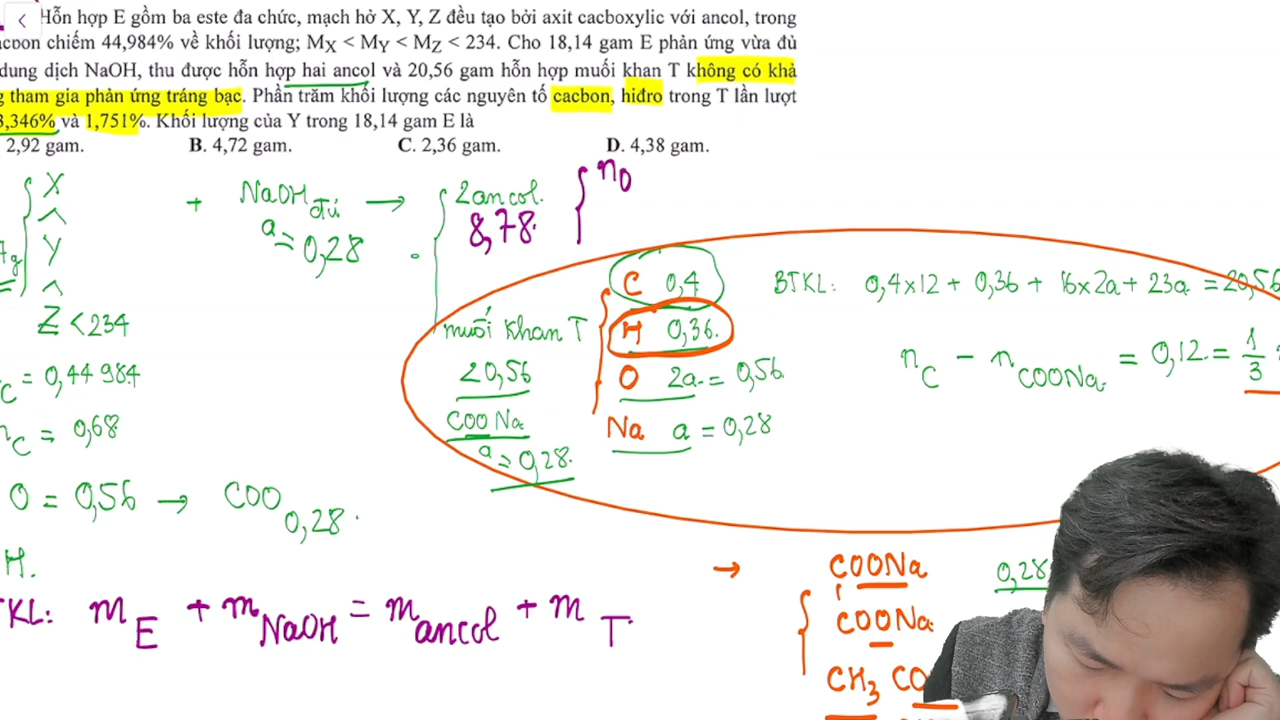 Hỗn hợp E gồm ba este đa chức, mạch hở X, Y, Z đều tạo bởi axit cacboxylic với ancol, trong
acbon chiếm 44,984% về khối lượng; MX < MY < MZ < 234. Cho 18,14 gam E phản ứng vừa đủ
dung dịch NaOH, thu được hỗn hợp hai ancol và 20,56 gam hỗn hợp muối khan T không có khả
g tham gia phản ứng tráng bạc. Phần trăm khối lượng các nguyên tố cacbon, hiđro trong T lần lượt
3,346% và 1,751%. Khối lượng của Y trong 18,14 gam E là
2,92 gam. B. 4,72 gam. C. 2,36 gam. D. 4,38 gam.
X + NaOH đủ → 2 ancol. nO
a = 0,28 8,78.
Y
Z < 234
C 0,4 BTKL: 0,4x12 + 0,36 + 16x2a + 23a = 20,56
muối khan T H 0,36.
20,56 O 2a = 0,56
COONa Na a = 0,28
a = 0,28.
nC - nCOONa = 0,12 = 1/3
C = 0,44984
nC = 0,68
O = 0,56 → COO 0,28.
H.
TKL: mE + mNaOH = mancol + mT
→ COONa 0,28
COONa
CH3 CO